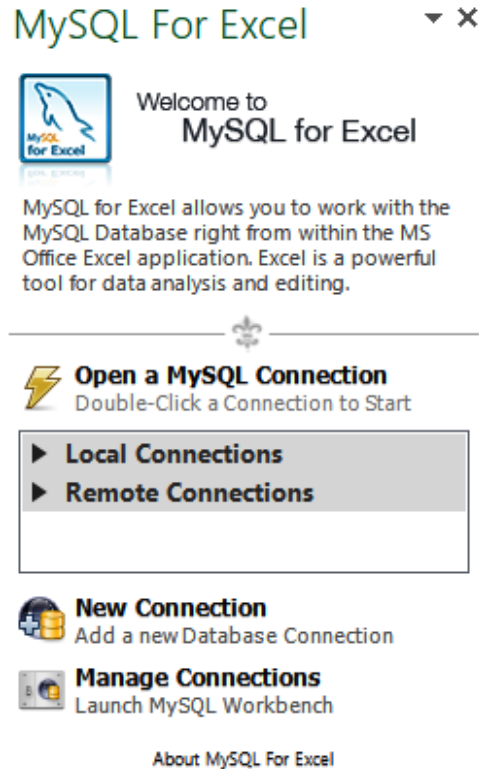 MySQL For Excel
MySQL
for Excel
Welcome to
MySQL for Excel
MySQL for Excel allows you to work with the
MySQL Database right from within the MS
Office Excel application. Excel is a powerful
tool for data analysis and editing.
Open a MySQL Connection
Double-Click a Connection to Start
Local Connections
Remote Connections
New Connection
Add a new Database Connection
Manage Connections
Launch MySQL Workbench
About MySQL For Excel